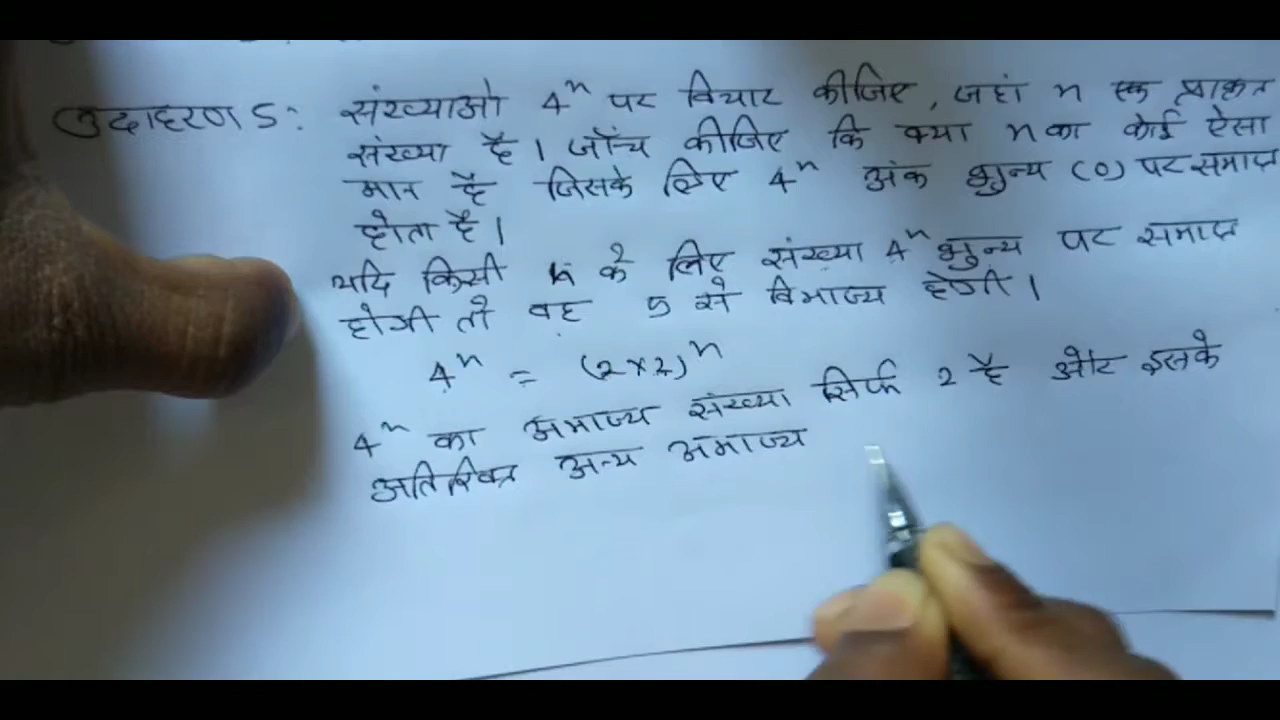 उदाहरण 5: संख्याओ 4ⁿ पर विचार कीजिए, जहां n एक प्राकृत
संख्या है। जाँच कीजिए कि क्या n का कोई ऐसा
मान है जिसके लिए 4ⁿ अंक शुन्य (0) पर समाप्त
होता है।
यदि किसी n के लिए संख्या 4ⁿ शुन्य पर समाप्त
होगी तो वह 5 से विभाज्य होगी।
4ⁿ = (2×2)ⁿ
4ⁿ का अभाज्य संख्या सिर्फ 2 है और इसके
अतिरिक्त अन्य अभाज्य